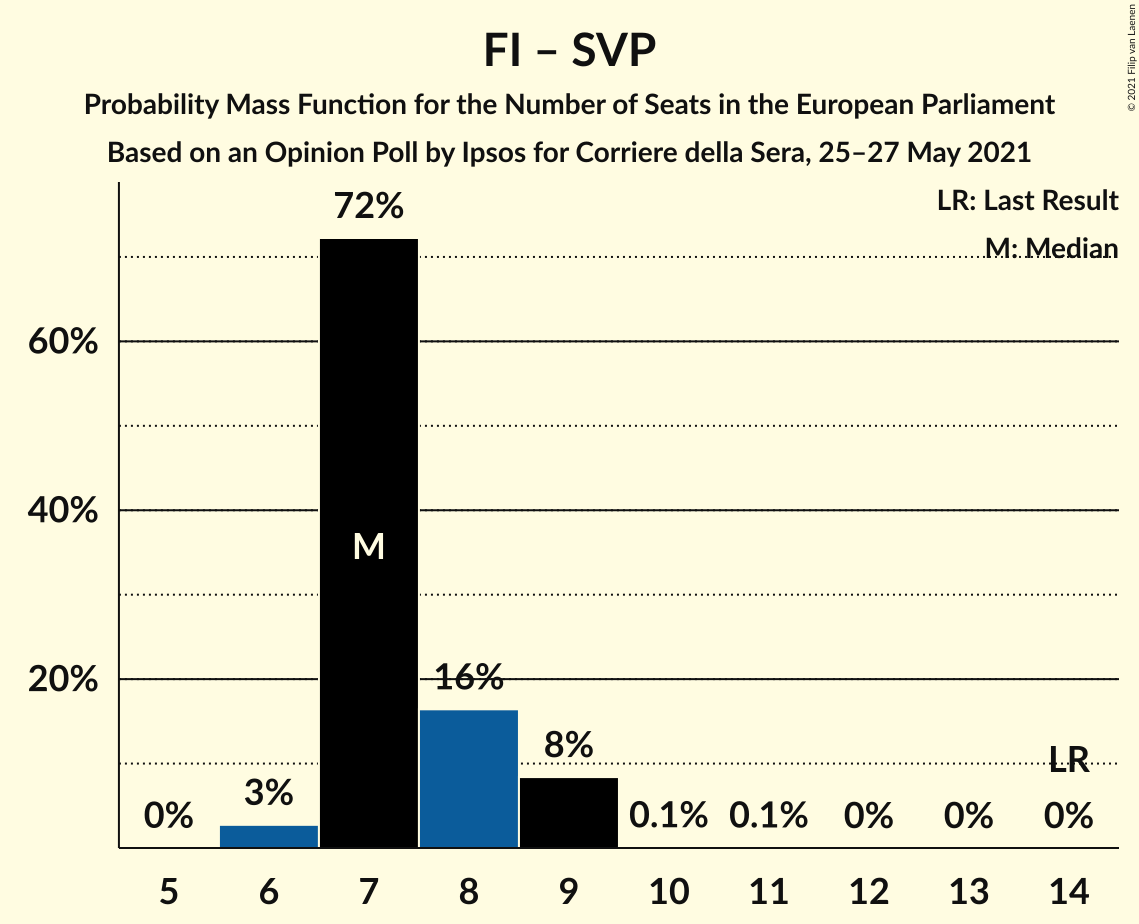 FI – SVP
Probability Mass Function for the Number of Seats in the European Parliament
Based on an Opinion Poll by Ipsos for Corriere della Sera, 25–27 May 2021
© 2021 Filip van Laenen
LR: Last Result
M: Median
72%
60%
40%
M
20%
16%
8%
LR
3%
0%
0.1%
0.1%
0%
0%
0%
5 6 7 8 9 10 11 12 13 14